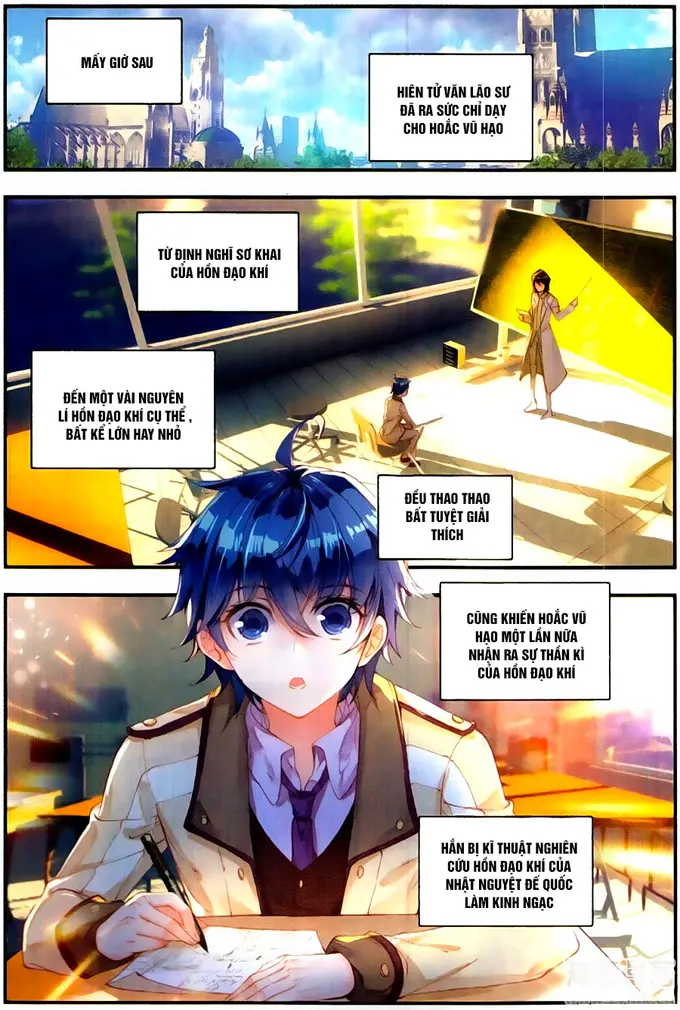 MẤY GIỜ SAU
HIÊN TỬ VĂN LÃO SƯ
ĐÃ RA SỨC CHỈ DẠY
CHO HOẮC VŨ HẠO
TỪ ĐỊNH NGHĨ SƠ KHAI
CỦA HỒN ĐẠO KHÍ
ĐẾN MỘT VÀI NGUYÊN
LÍ HỒN ĐẠO KHÍ CỤ THỂ ,
BẤT KỂ LỚN HAY NHỎ
ĐỀU THAO THAO
BẤT TUYỆT GIẢI
THÍCH
CŨNG KHIẾN HOẮC VŨ
HẠO MỘT LẦN NỮA
NHẬN RA SỰ THẦN KÌ
CỦA HỒN ĐẠO KHÍ
HẮN BỊ KĨ THUẬT NGHIÊN
CỨU HỒN ĐẠO KHÍ CỦA
NHẬT NGUYỆT ĐẾ QUỐC
LÀM KINH NGẠC